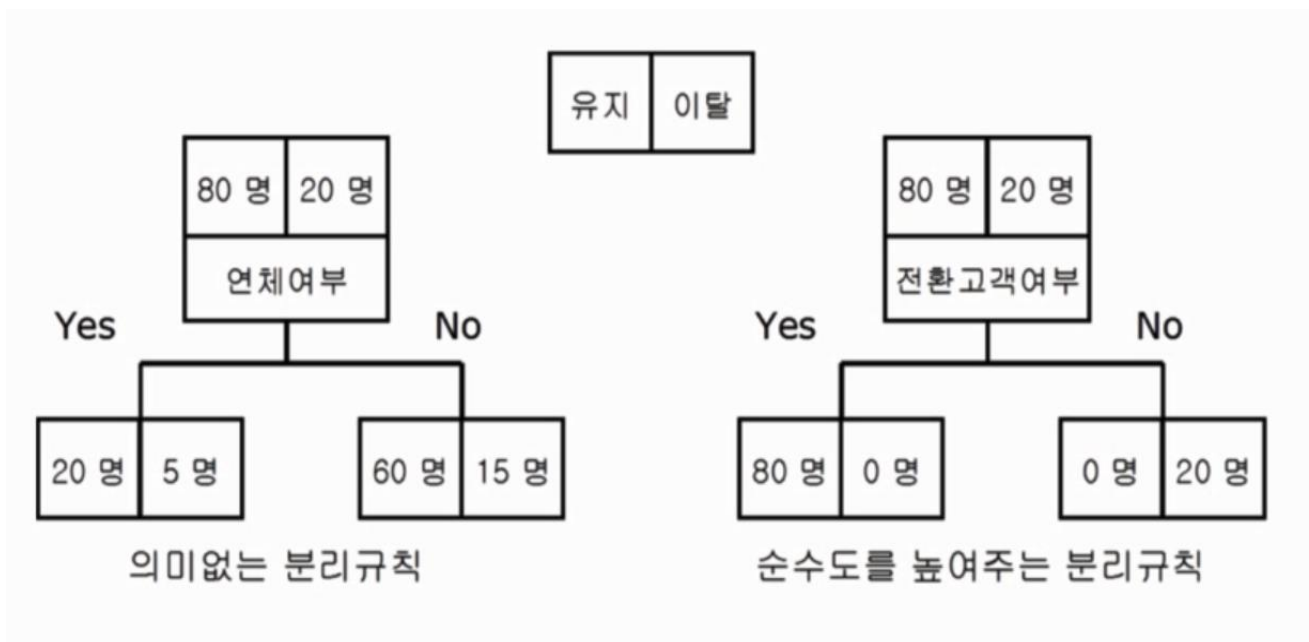 유지 이탈
80 명 20 명
연체여부
Yes No
20 명 5 명 60 명 15 명
의미없는 분리규칙
80 명 20 명
전환고객여부
Yes No
80 명 0 명 0 명 20 명
순수도를 높여주는 분리규칙